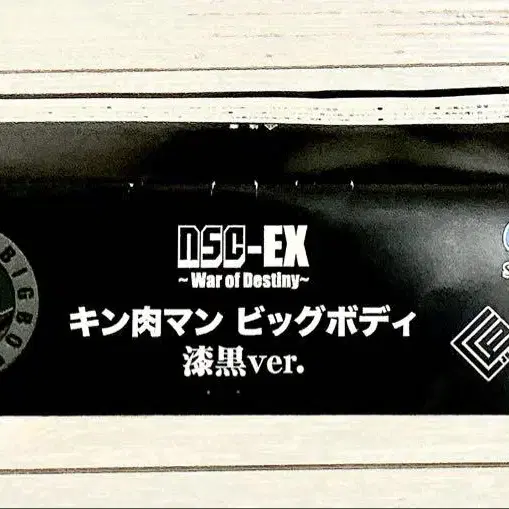 NSC-EX
~War of Destiny~
キン肉マン ビッグボディ
漆黒ver.
BIGBO
S